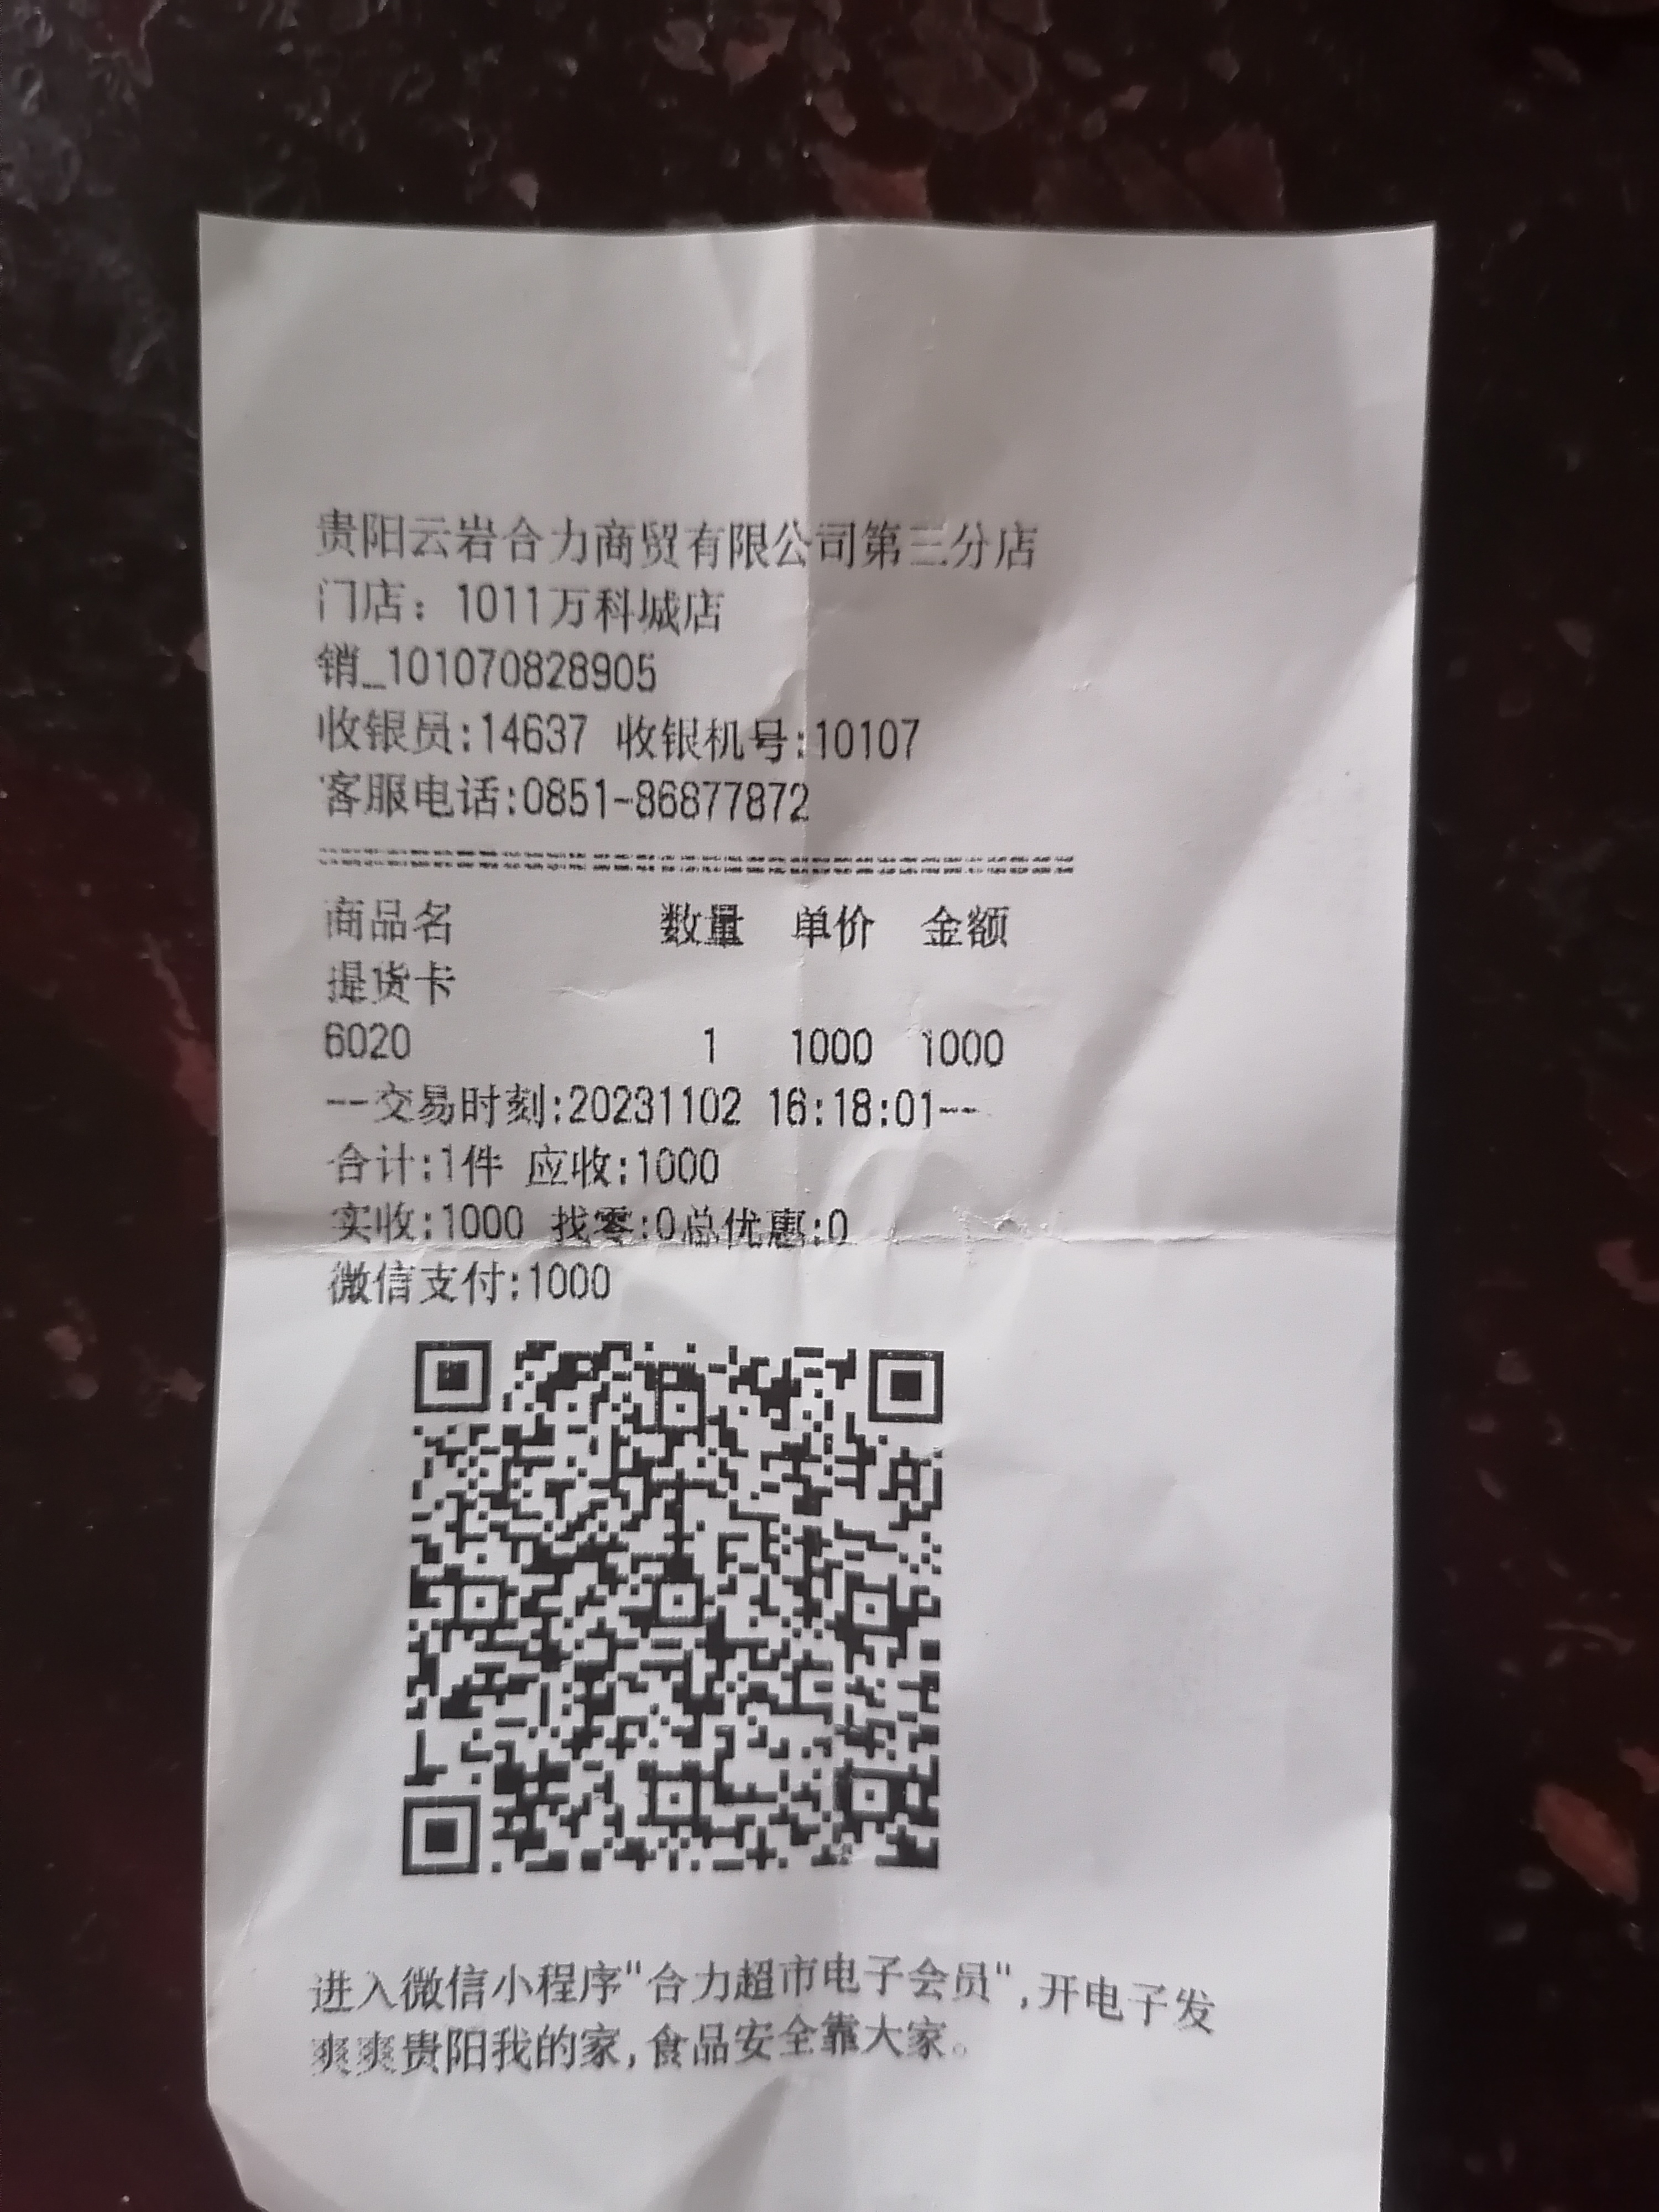 贵阳云岩合力商贸有限公司第三分店
门店：1011万科城店
销_101070828905
收银员:14637 收银机号:10107
客服电话:0851-86877872
商品名 数量 单价 金额
提货卡
6020 1 1000 1000
--交易时刻:20231102 16:18:01--
合计:1件 应收:1000
实收:1000 找零:0总优惠:0
微信支付:1000
进入微信小程序"合力超市电子会员",开电子发
爽爽贵阳我的家,食品安全靠大家。